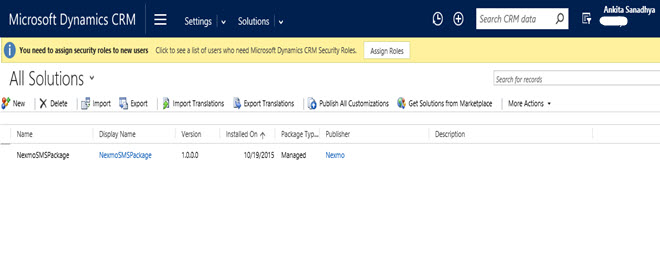 Microsoft Dynamics CRM Settings Solutions Search CRM data Ankita Sanadhya
You need to assign security roles to new users Click to see a list of users who need Microsoft Dynamics CRM Security Roles. Assign Roles
All Solutions Search for records
New Delete Import Export Import Translations Export Translations Publish All Customizations Get Solutions from Marketplace More Actions
Name Display Name Version Installed On Package Typ... Publisher Description
NexmoSMSPackage NexmoSMSPackage 1.0.0.0 10/19/2015 Managed Nexmo